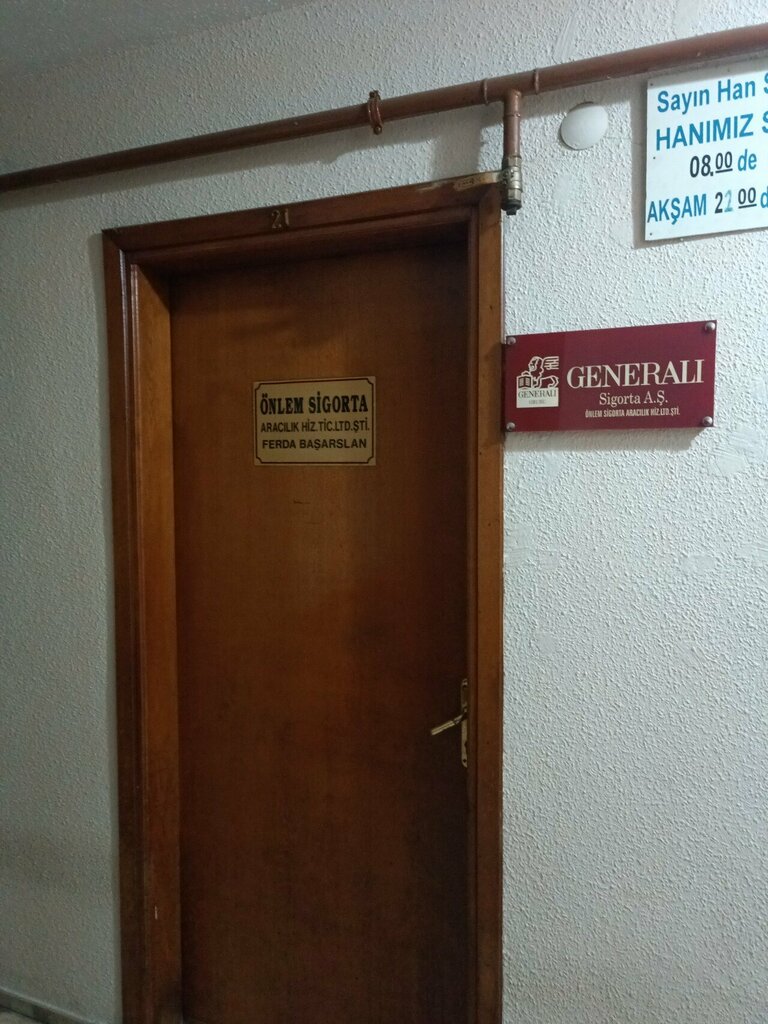 Sayın Han
HANIMIZ
08.00 de
AKŞAM 22 00
21
GENERALI
Sigorta A.Ş.
ÖNLEM SİGORTA ARACILIK HİZ.LTD.ŞTİ.
GENERALI
ÖNLEM SİGORTA
ARACILIK HİZ.TİC.LTD.ŞTİ.
FERDA BAŞARSLAN